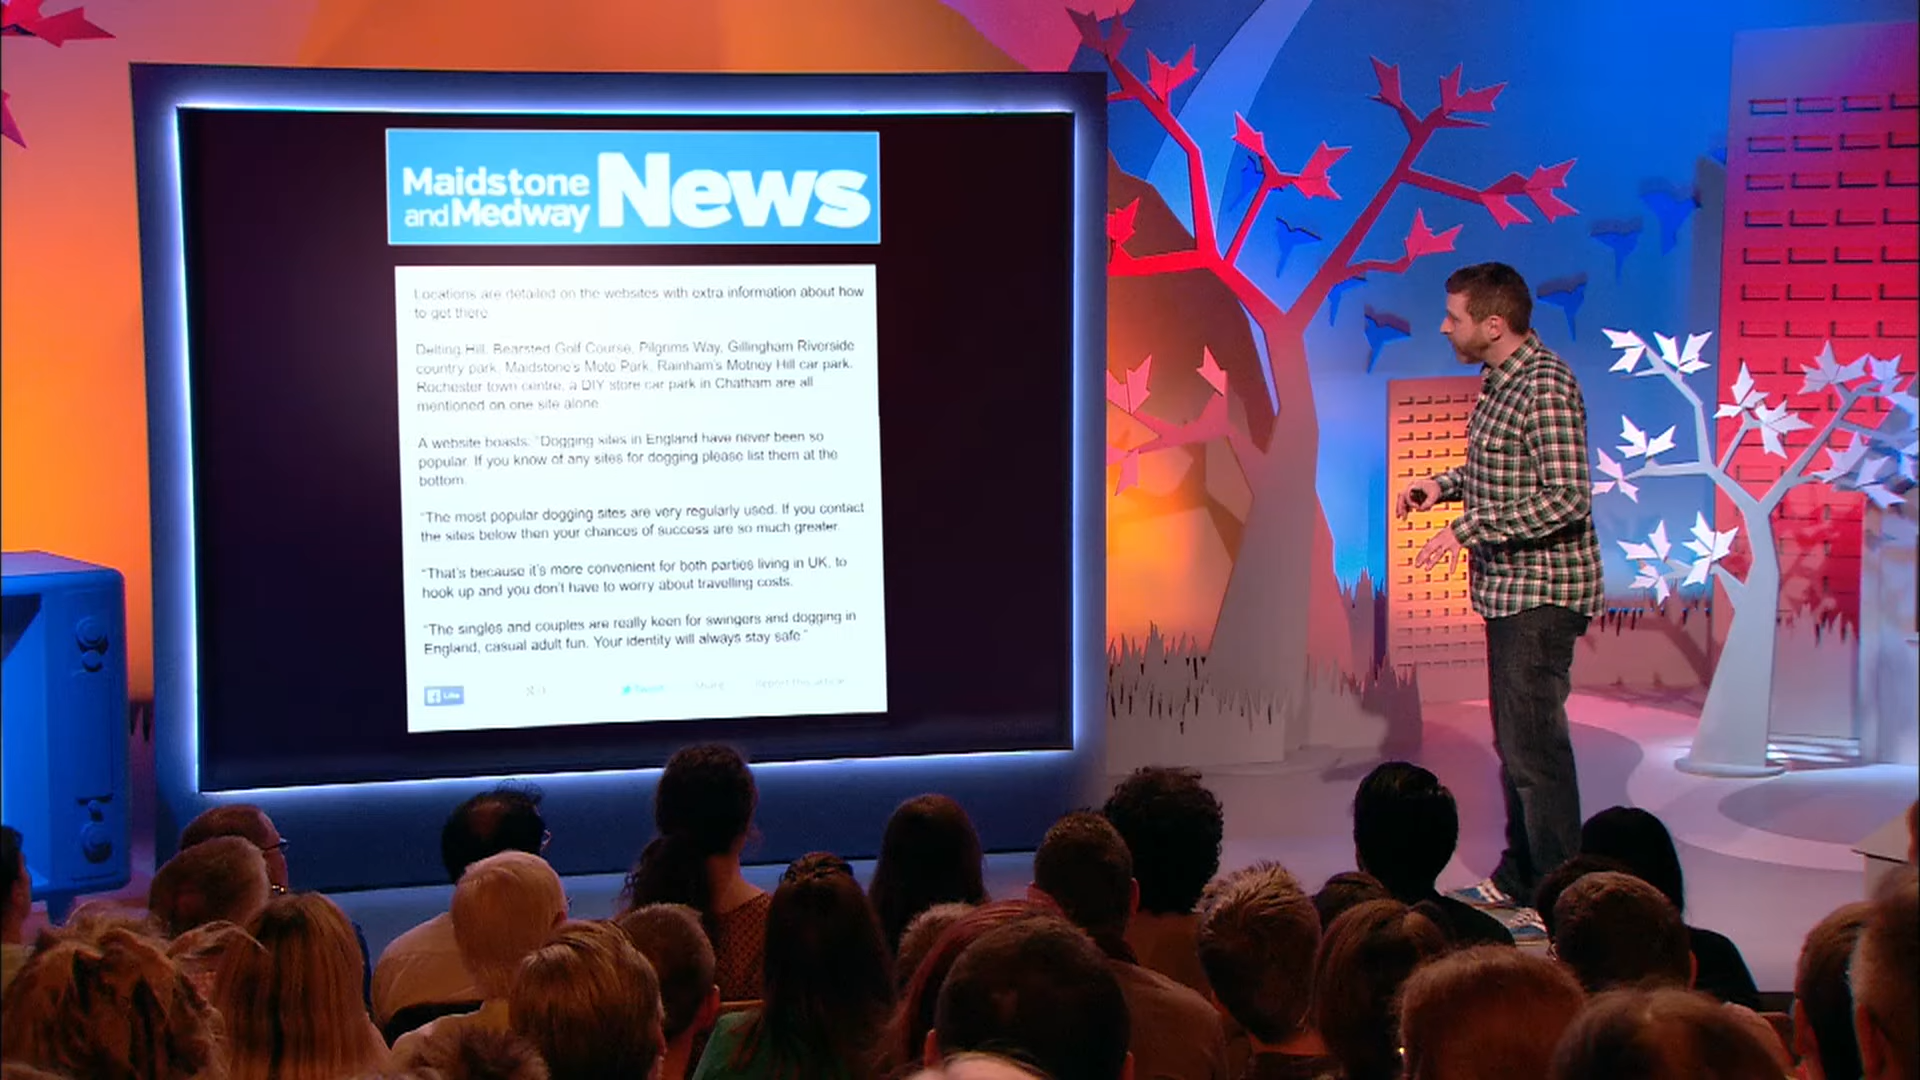 Maidstone
and Medway News
Locations are detailed on the websites with extra information about how
to get there.
Detling Hill, Bearsted Golf Course, Pilgrims Way, Gillingham Riverside
country park, Maidstone's Mote Park, Rainham's Motney Hill car park,
Rochester town centre, a DIY store car park in Chatham are all
mentioned on one site alone.
A website boasts: "Dogging sites in England have never been so
popular. If you know of any sites for dogging please list them at the
bottom.
"The most popular dogging sites are very regularly used. If you contact
the sites below then your chances of success are so much greater.
"That's because it's more convenient for both parties living in UK, to
hook up and you don't have to worry about travelling costs.
"The singles and couples are really keen for swingers and dogging in
England, casual adult fun. Your identity will always stay safe."
Like Tweet Share Report this article